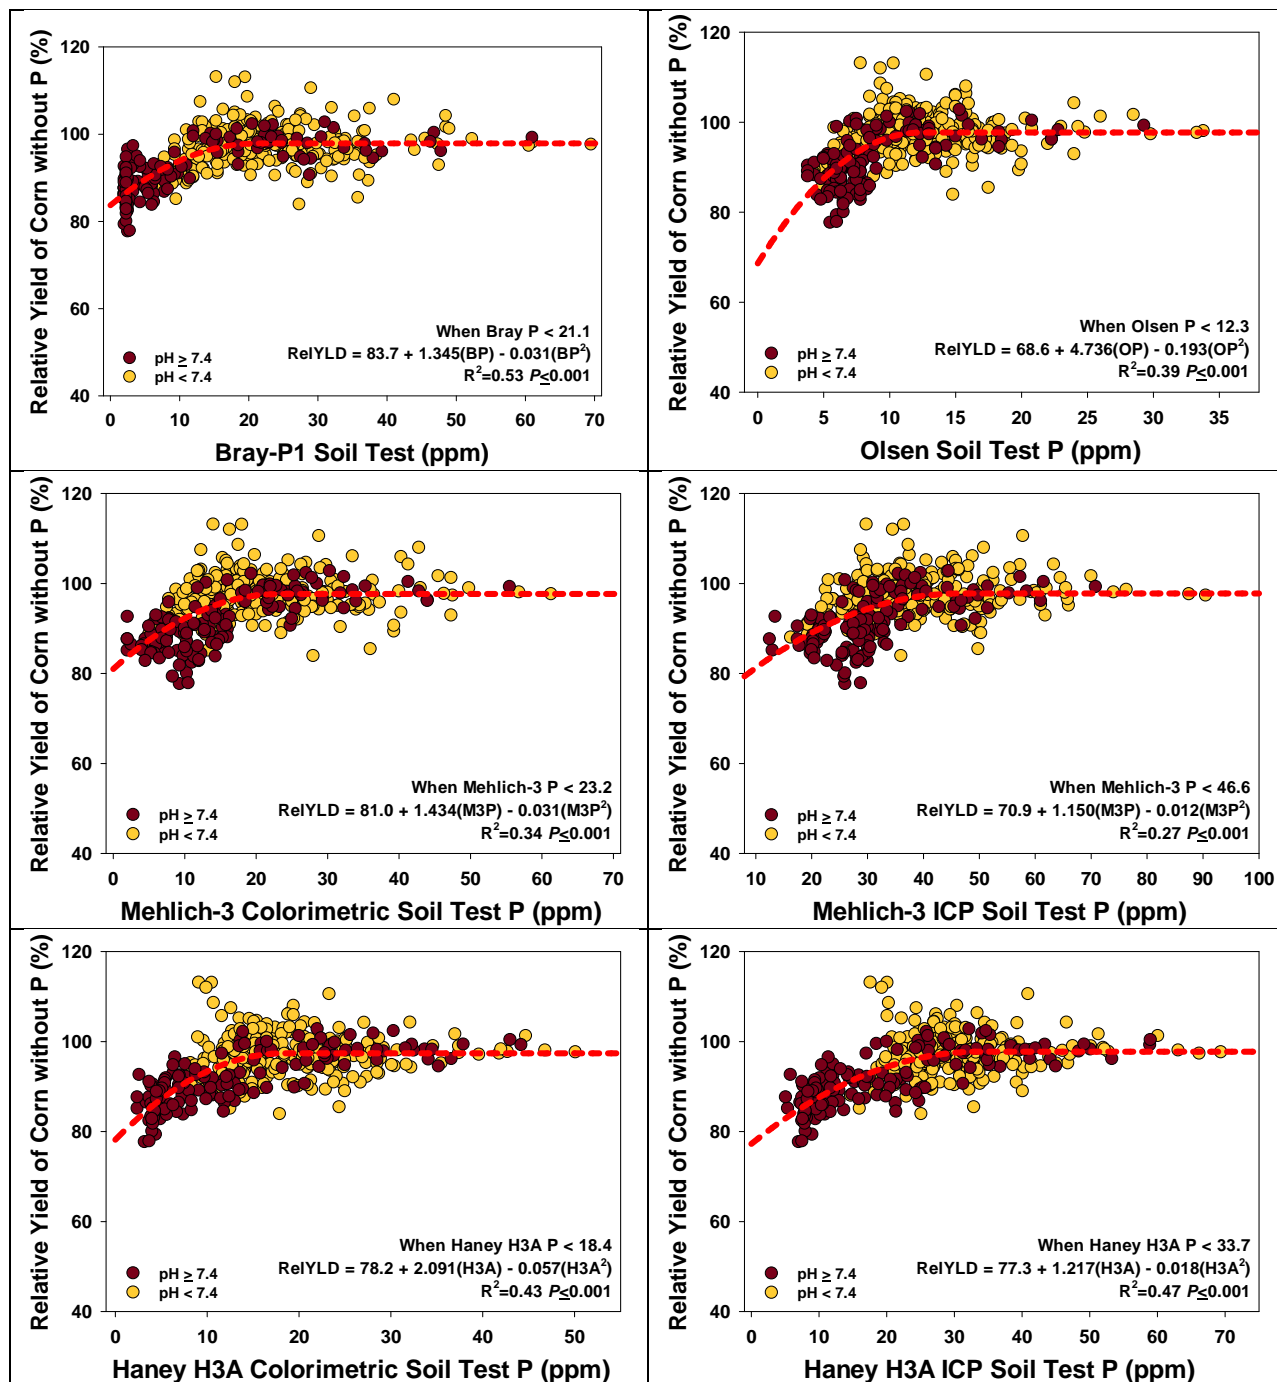 Relative Yield of Corn without P (%)
120
100
80
60
40
When Bray P < 21.1
RelYLD = 83.7 + 1.345(BP) - 0.031(BP²)
R²=0.53 P≤0.001
pH ≥ 7.4
pH < 7.4
0 10 20 30 40 50 60 70
Bray-P1 Soil Test (ppm)
Relative Yield of Corn without P (%)
120
100
80
60
40
When Olsen P < 12.3
RelYLD = 68.6 + 4.736(OP) - 0.193(OP²)
R²=0.39 P≤0.001
pH ≥ 7.4
pH < 7.4
0 5 10 15 20 25 30 35
Olsen Soil Test P (ppm)
Relative Yield of Corn without P (%)
120
100
80
60
40
When Mehlich-3 P < 23.2
RelYLD = 81.0 + 1.434(M3P) - 0.031(M3P²)
R²=0.34 P≤0.001
pH ≥ 7.4
pH < 7.4
0 10 20 30 40 50 60 70
Mehlich-3 Colorimetric Soil Test P (ppm)
Relative Yield of Corn without P (%)
120
100
80
60
40
When Mehlich-3 P < 46.6
RelYLD = 70.9 + 1.150(M3P) - 0.012(M3P²)
R²=0.27 P≤0.001
pH ≥ 7.4
pH < 7.4
10 20 30 40 50 60 70 80 90 100
Mehlich-3 ICP Soil Test P (ppm)
Relative Yield of Corn without P (%)
120
100
80
60
40
When Haney H3A P < 18.4
RelYLD = 78.2 + 2.091(H3A) - 0.057(H3A²)
R²=0.43 P≤0.001
pH ≥ 7.4
pH < 7.4
0 10 20 30 40 50
Haney H3A Colorimetric Soil Test P (ppm)
Relative Yield of Corn without P (%)
120
100
80
60
40
When Haney H3A P < 33.7
RelYLD = 77.3 + 1.217(H3A) - 0.018(H3A²)
R²=0.47 P≤0.001
pH ≥ 7.4
pH < 7.4
0 10 20 30 40 50 60 70
Haney H3A ICP Soil Test P (ppm)